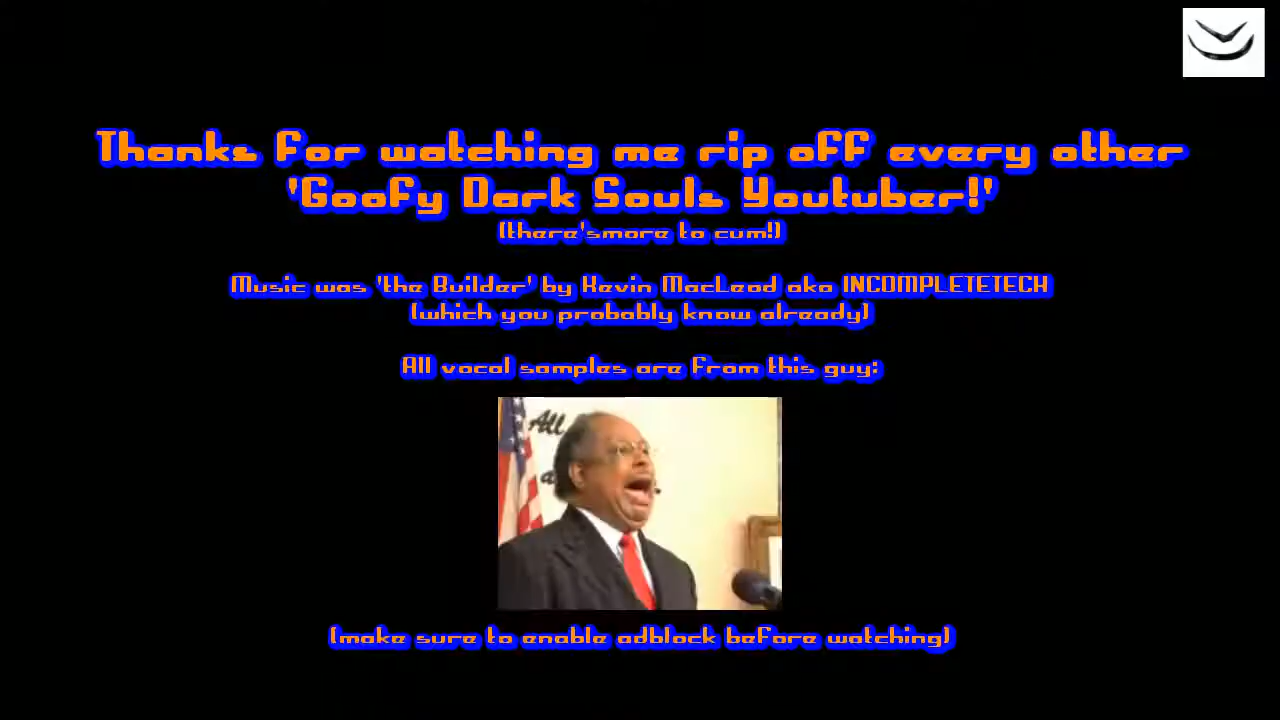 Thanks for watching me rip off every other
'Goofy Dark Souls Youtuber!'
(there'smore to cum!)
Music was 'the Builder' by Kevin MacLeod aka INCOMPLETETECH
(which you probably know already)
All vocal samples are from this guy:
All
a
(make sure to enable adblock before watching)